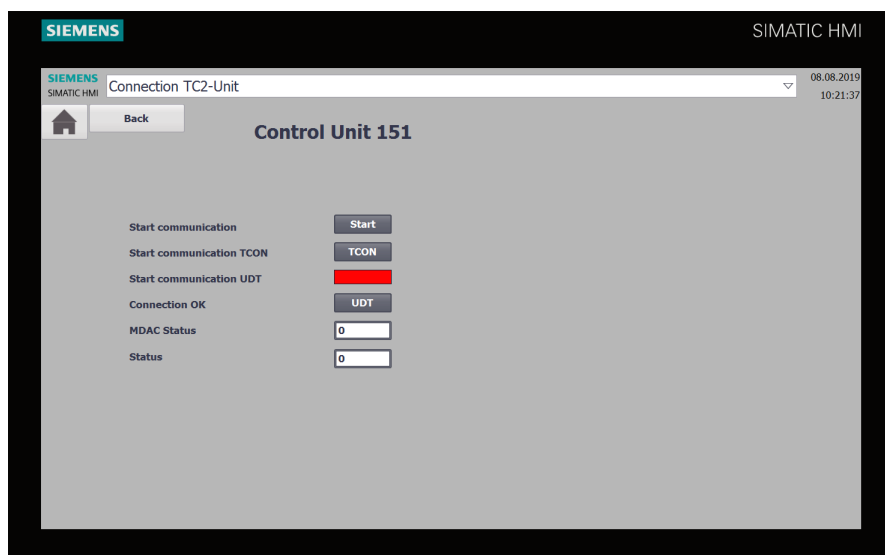 SIEMENS
SIMATIC HMI
SIEMENS
SIMATIC HMI
Connection TC2-Unit
08.08.2019
10:21:37
Back
Control Unit 151
Start communication
Start
Start communication TCON
TCON
Start communication UDT
Connection OK
UDT
MDAC Status
0
Status
0